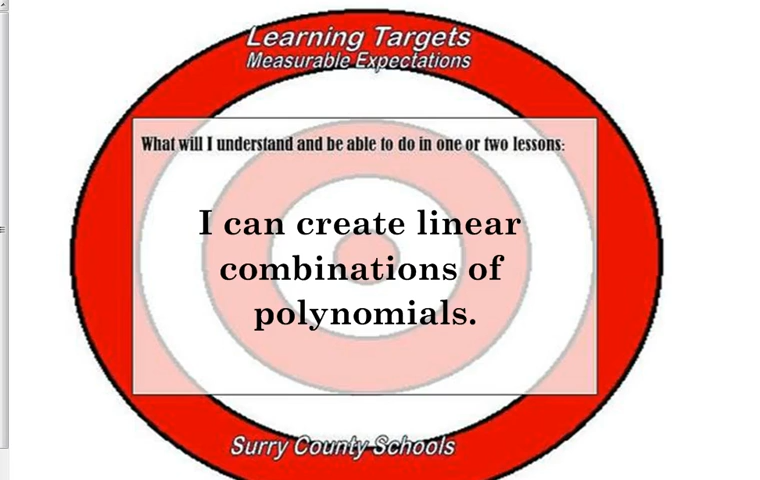 Learning Targets
Measurable Expectations
What will I understand and be able to do in one or two lessons:
I can create linear
combinations of
polynomials.
Surry County Schools